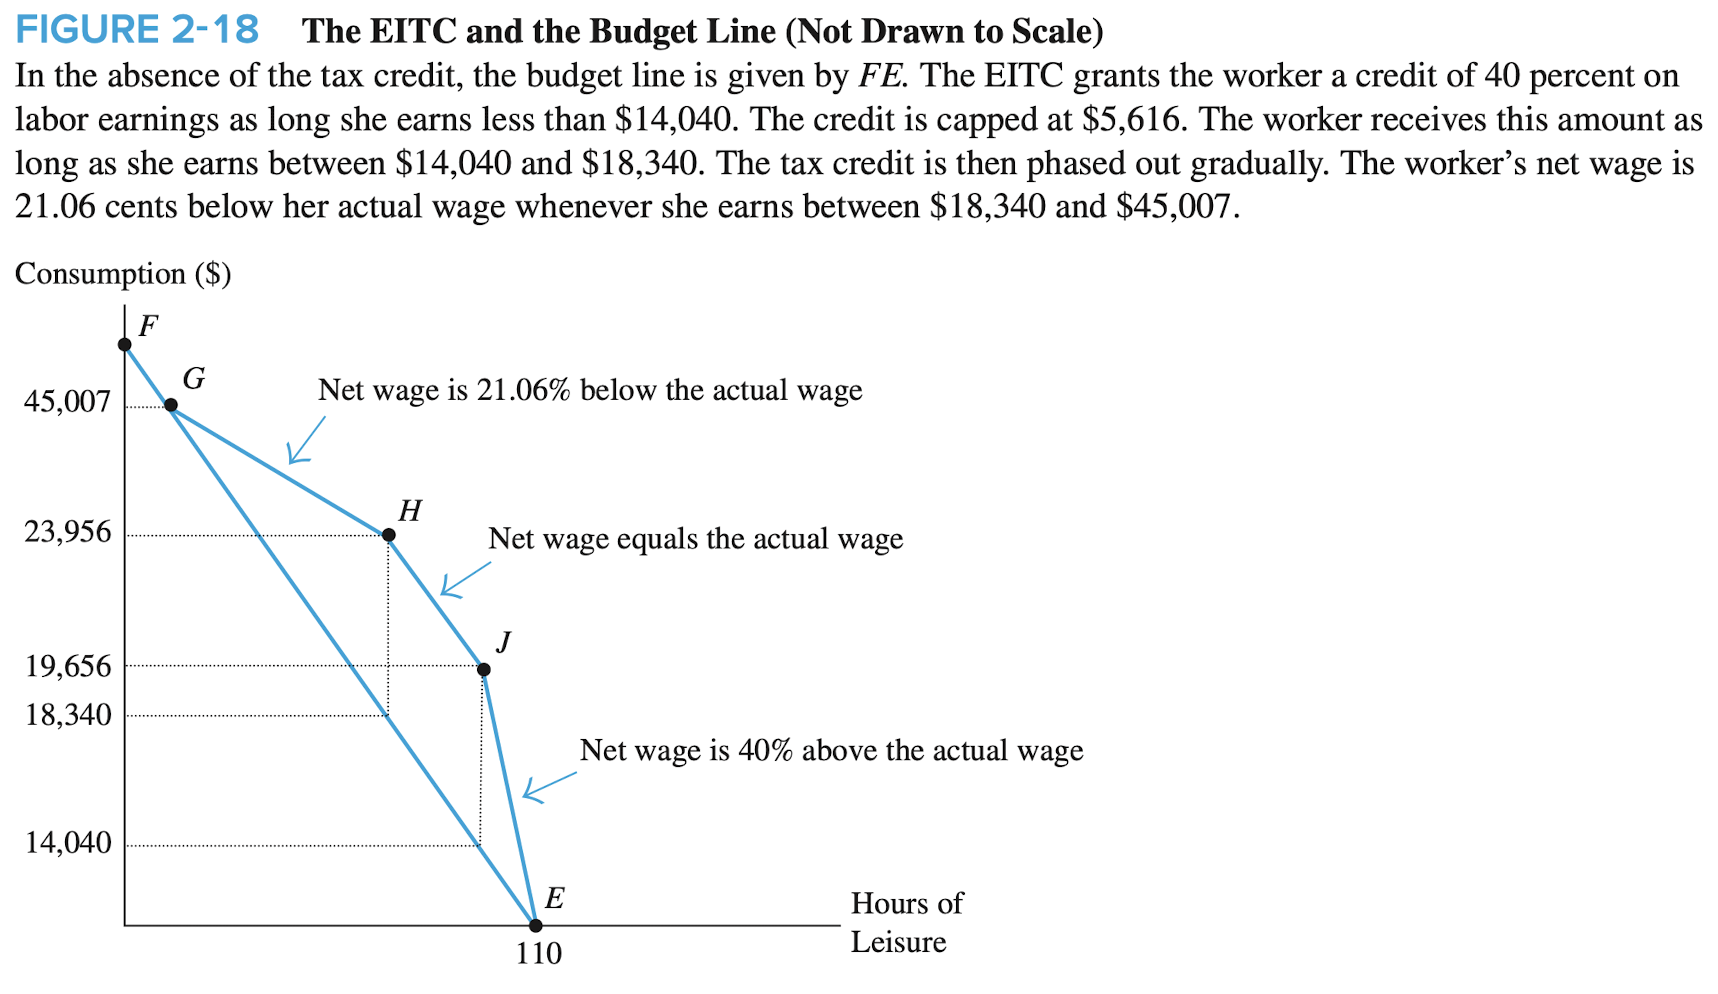 FIGURE 2-18 The EITC and the Budget Line (Not Drawn to Scale)
In the absence of the tax credit, the budget line is given by FE. The EITC grants the worker a credit of 40 percent on
labor earnings as long she earns less than $14,040. The credit is capped at $5,616. The worker receives this amount as
long as she earns between $14,040 and $18,340. The tax credit is then phased out gradually. The worker’s net wage is
21.06 cents below her actual wage whenever she earns between $18,340 and $45,007.
Consumption ($)
F
G
45,007
Net wage is 21.06% below the actual wage
H
23,956
Net wage equals the actual wage
J
19,656
18,340
Net wage is 40% above the actual wage
14,040
E
Hours of
Leisure
110